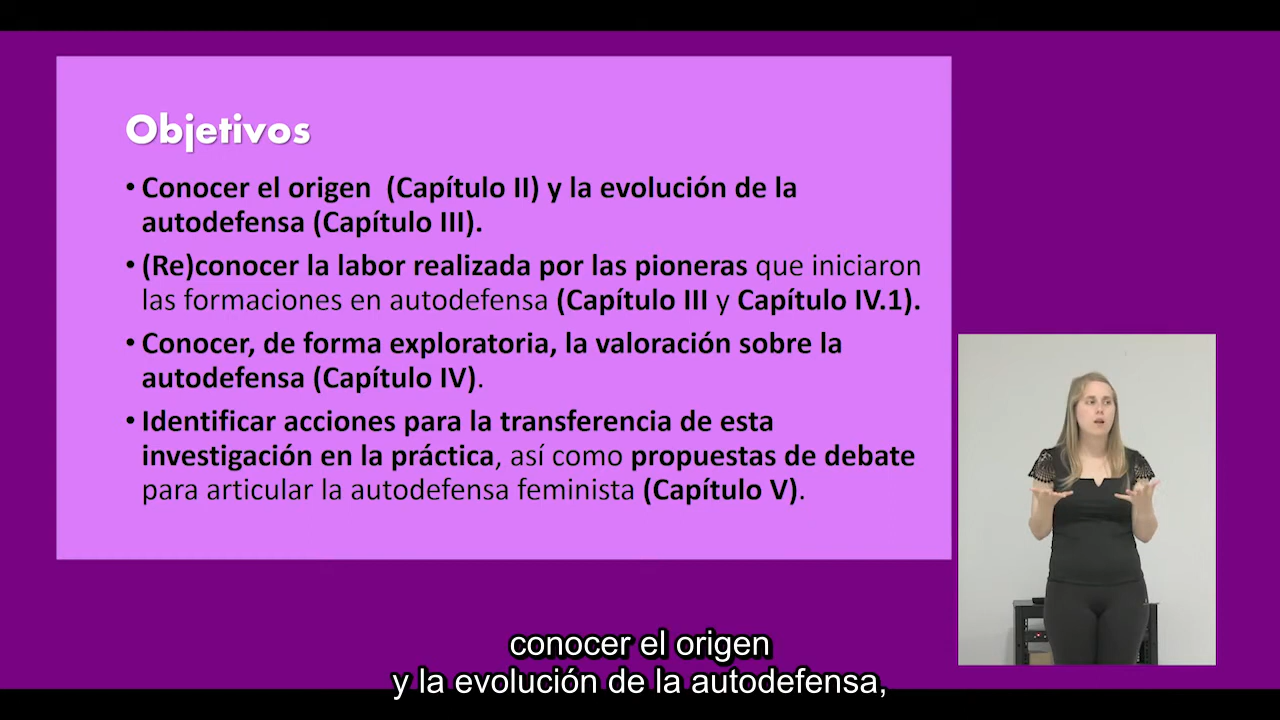 Objetivos
• Conocer el origen  (Capítulo II) y la evolución de la
autodefensa (Capítulo III).
• (Re)conocer la labor realizada por las pioneras que iniciaron
las formaciones en autodefensa (Capítulo III y Capítulo IV.1).
• Conocer, de forma exploratoria, la valoración sobre la
autodefensa (Capítulo IV).
• Identificar acciones para la transferencia de esta
investigación en la práctica, así como propuestas de debate
para articular la autodefensa feminista (Capítulo V).
conocer el origen
y la evolución de la autodefensa,